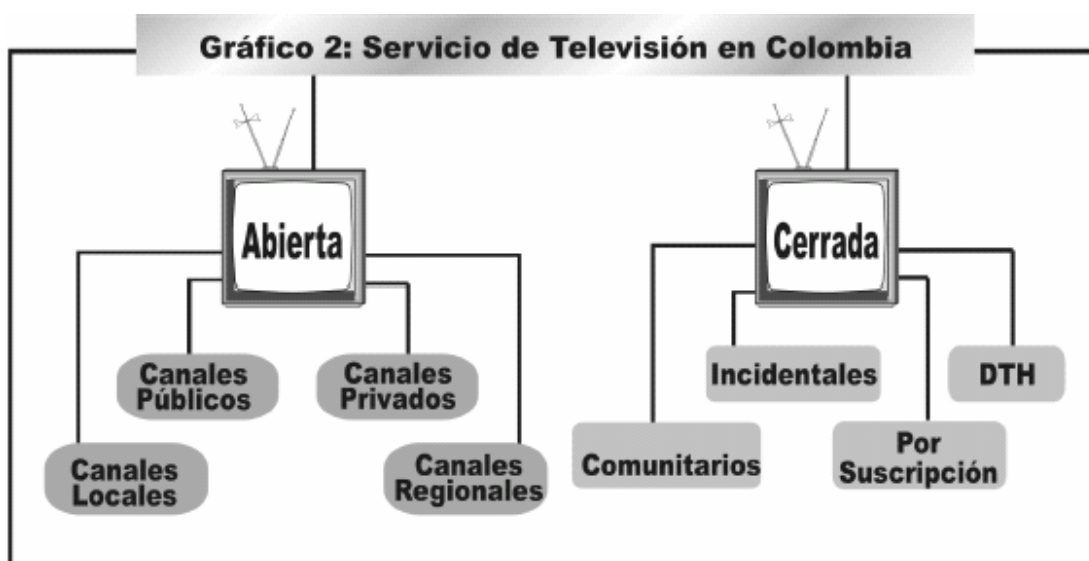 Gráfico 2: Servicio de Televisión en Colombia
Abierta
Canales
Públicos
Canales
Privados
Canales
Locales
Canales
Regionales
Cerrada
Incidentales
DTH
Comunitarios
Por
Suscripción